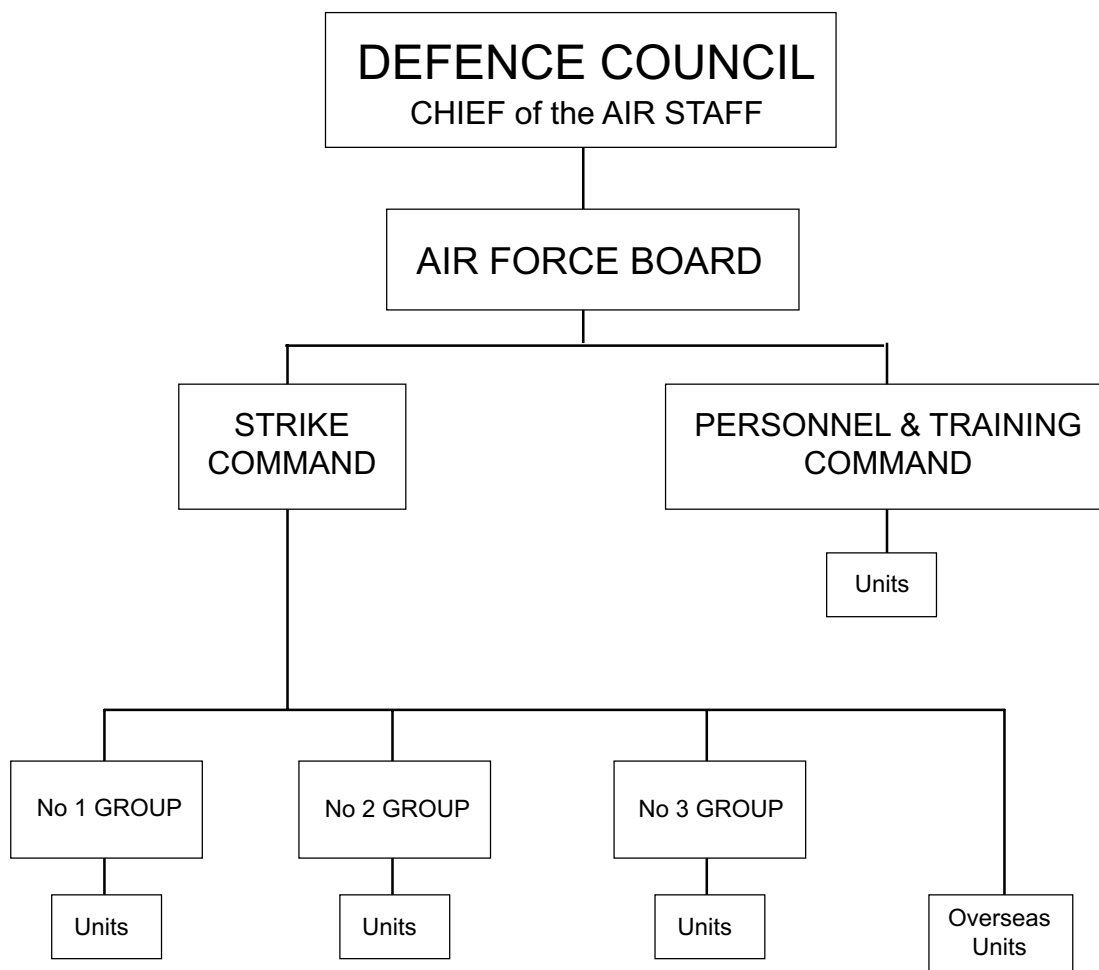 DEFENCE COUNCIL
CHIEF of the AIR STAFF
AIR FORCE BOARD
STRIKE
COMMAND
PERSONNEL & TRAINING
COMMAND
Units
No 1 GROUP
No 2 GROUP
No 3 GROUP
Units
Units
Units
Overseas
Units